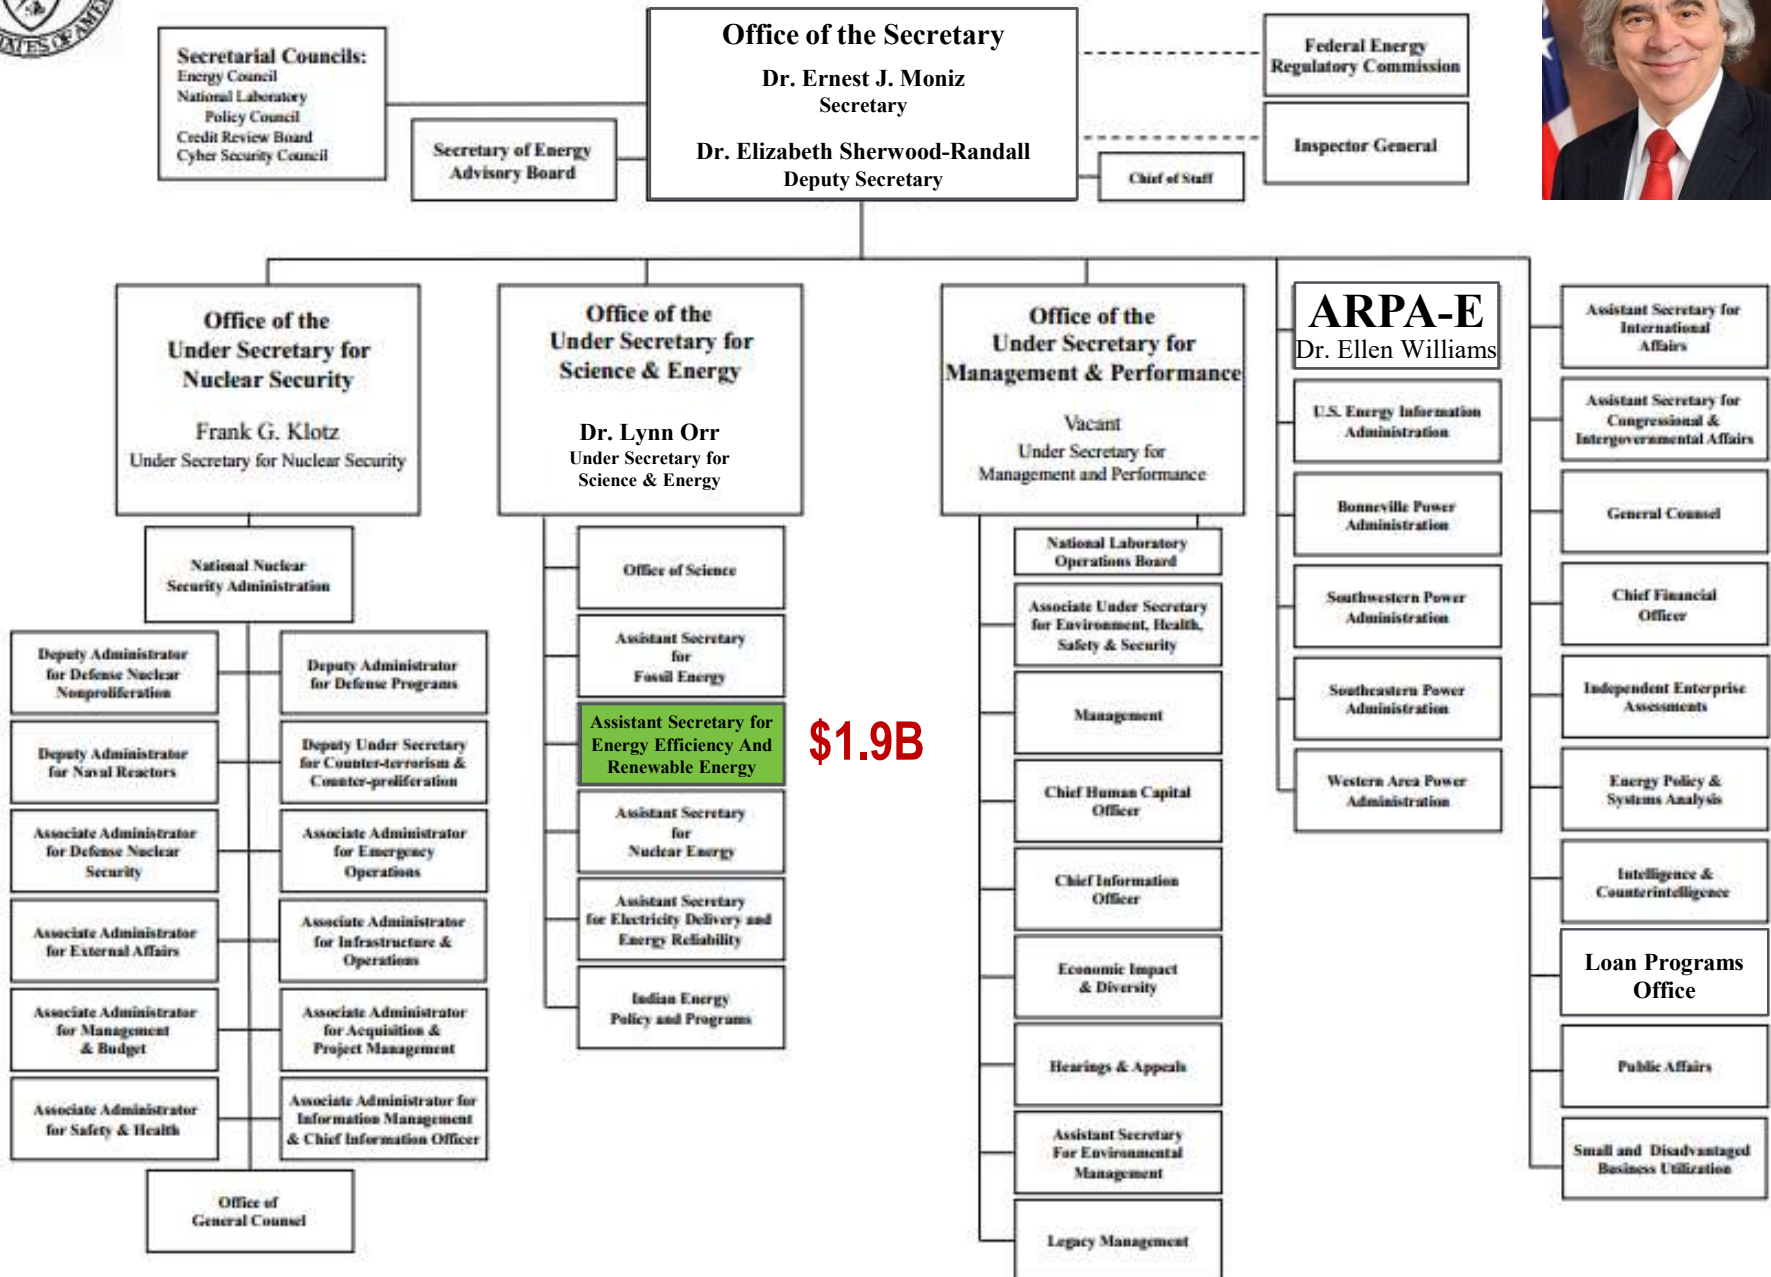 ATES OF AMER
Secretarial Councils:
Energy Council
National Laboratory
Policy Council
Credit Review Board
Cyber Security Council
Secretary of Energy
Advisory Board
Office of the Secretary
Dr. Ernest J. Moniz
Secretary
Dr. Elizabeth Sherwood-Randall
Deputy Secretary
Federal Energy
Regulatory Commission
Inspector General
Chief of Staff
Office of the
Under Secretary for
Nuclear Security
Frank G. Klotz
Under Secretary for Nuclear Security
National Nuclear
Security Administration
Deputy Administrator
for Defense Nuclear
Nonproliferation
Deputy Administrator
for Defense Programs
Deputy Administrator
for Naval Reactors
Deputy Under Secretary
for Counter-terrorism &
Counter-proliferation
Associate Administrator
for Defense Nuclear
Security
Associate Administrator
for Emergency
Operations
Associate Administrator
for External Affairs
Associate Administrator
for Infrastructure &
Operations
Associate Administrator
for Management
& Budget
Associate Administrator
for Acquisition &
Project Management
Associate Administrator
for Safety & Health
Associate Administrator for
Information Management
& Chief Information Officer
Office of
General Counsel
Office of the
Under Secretary for
Science & Energy
Dr. Lynn Orr
Under Secretary for
Science & Energy
Office of Science
Assistant Secretary
for
Fossil Energy
Assistant Secretary for
Energy Efficiency And
Renewable Energy
$1.9B
Assistant Secretary
for
Nuclear Energy
Assistant Secretary
for Electricity Delivery and
Energy Reliability
Indian Energy
Policy and Programs
Office of the
Under Secretary for
Management & Performance
Vacant
Under Secretary for
Management and Performance
National Laboratory
Operations Board
Associate Under Secretary
for Environment, Health,
Safety & Security
Management
Chief Human Capital
Officer
Chief Information
Officer
Economic Impact
& Diversity
Hearings & Appeals
Assistant Secretary
For Environmental
Management
Legacy Management
ARPA-E
Dr. Ellen Williams
U.S. Energy Information
Administration
Bonneville Power
Administration
Southwestern Power
Administration
Southeastern Power
Administration
Western Area Power
Administration
Assistant Secretary for
International
Affairs
Assistant Secretary for
Congressional &
Intergovernmental Affairs
General Counsel
Chief Financial
Officer
Independent Enterprise
Assessments
Energy Policy &
Systems Analysis
Intelligence &
Counterintelligence
Loan Programs
Office
Public Affairs
Small and Disadvantaged
Business Utilization